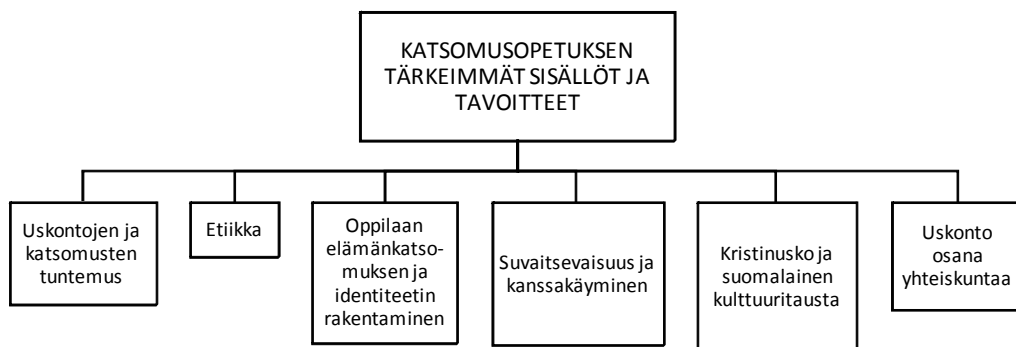 KATSOMUSOPETUKSEN
TÄRKEIMMÄT SISÄLLÖT JA
TAVOITTEET
Uskontojen ja
katsomusten
tuntemus
Etiikka
Oppilaan
elämänkatso-
muksen ja
identiteetin
rakentaminen
Suvaitsevaisuus ja
kanssakäyminen
Kristinusko ja
suomalainen
kulttuuritausta
Uskonto
osana
yhteiskuntaa